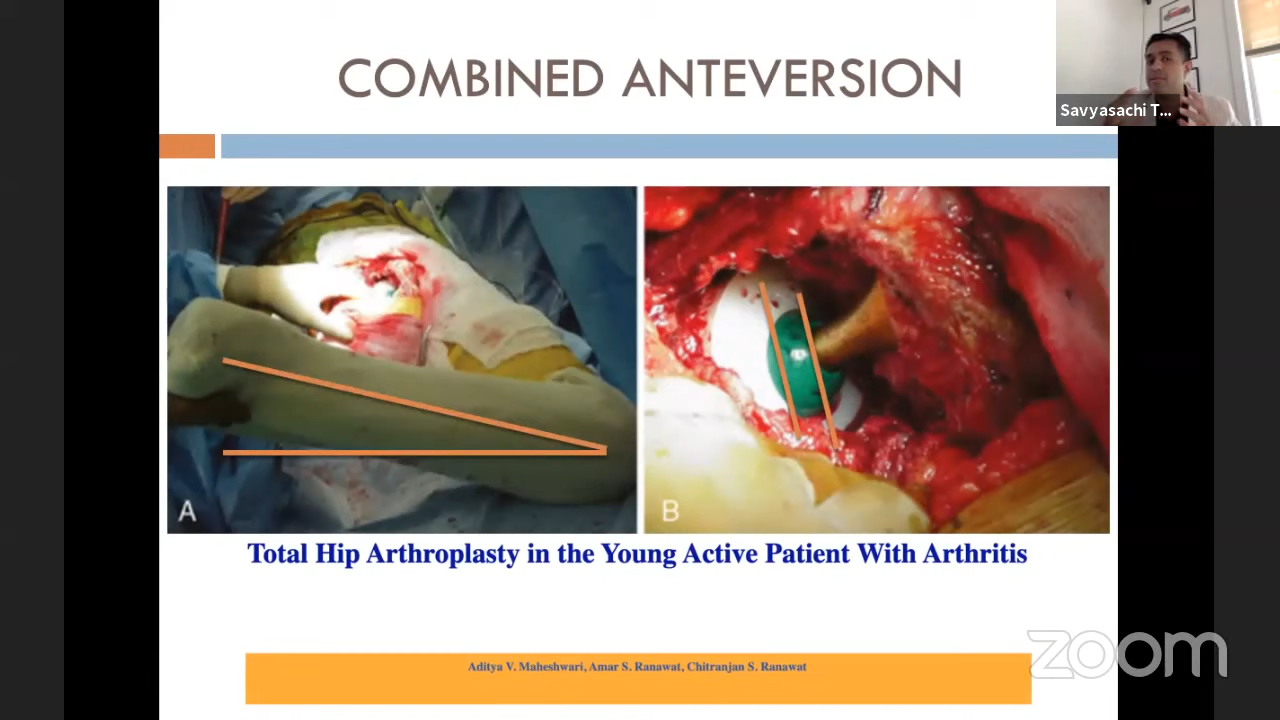 COMBINED ANTEVERSION
Savyasachi T...
A
B
Total Hip Arthroplasty in the Young Active Patient With Arthritis
Aditya V. Maheshwari, Amar S. Ranawat, Chitranjan S. Ranawat
zoom